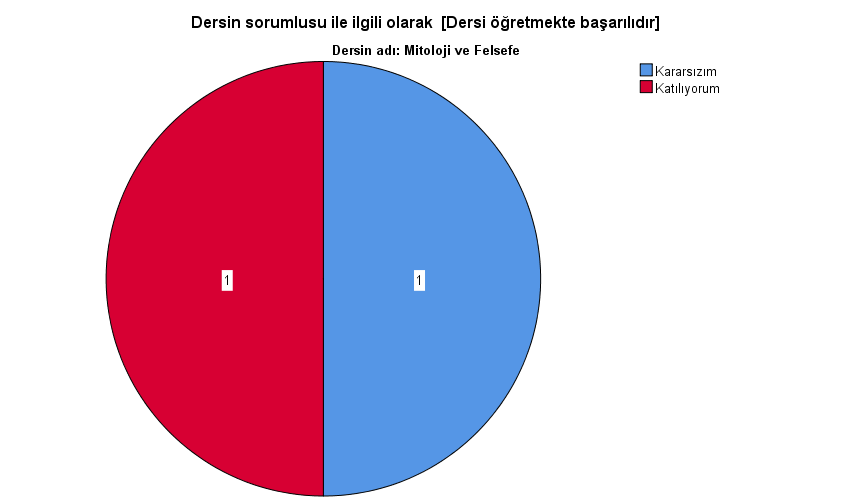 Dersin sorumlusu ile ilgili olarak [Dersi öğretmekte başarılıdır]
Dersin adı: Mitoloji ve Felsefe
Kararsızım
Katılıyorum
1
1